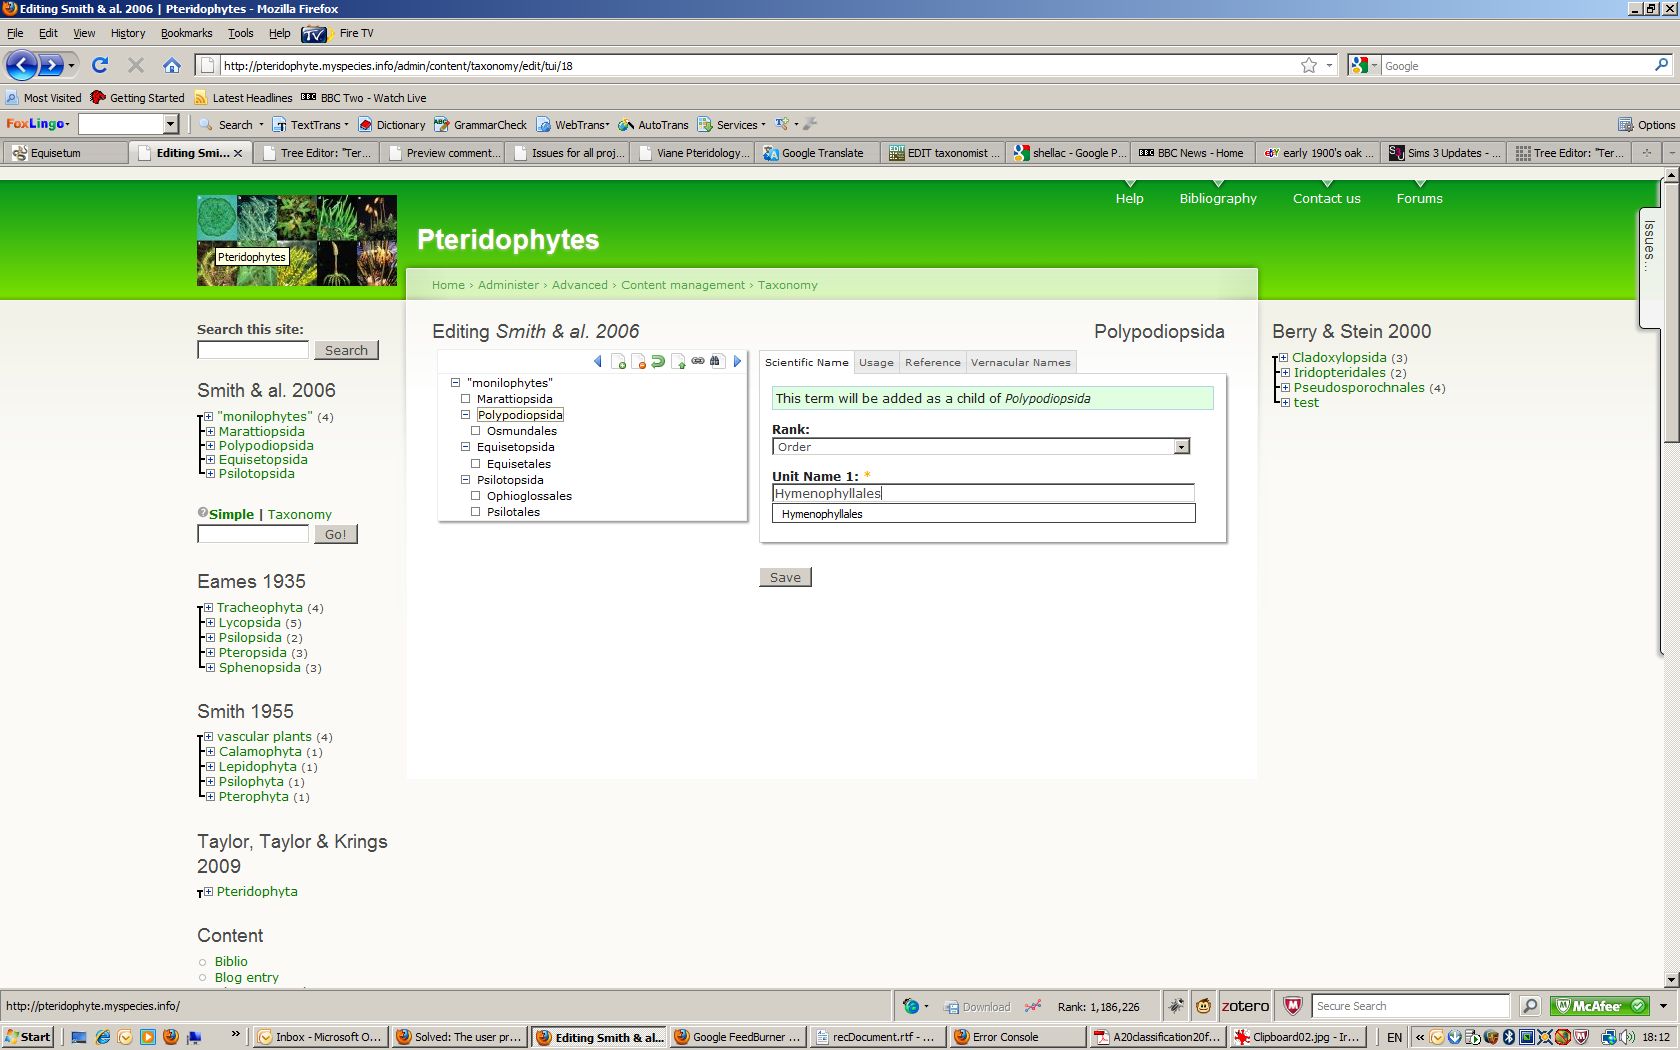 Editing Smith & al. 2006 | Pteridophytes - Mozilla Firefox
File Edit View History Bookmarks Tools Help TV Fire TV
http://pteridophyte.myspecies.info/admin/content/taxonomy/edit/tui/18
Google
Most Visited Getting Started Latest Headlines BBC BBC Two - Watch Live
FoxLingo Search TextTrans Dictionary GrammarCheck WebTrans AutoTrans Services Options
Equisetum Editing Smi... Tree Editor: "Ter... Preview comment... Issues for all proj... Viane Pteridology... Google Translate EDIT taxonomist ... shellac - Google P... BBC News - Home early 1900's oak ... Sims 3 Updates - ... Tree Editor: "Ter...
Help Bibliography Contact us Forums
Issues...
Pteridophytes
Pteridophytes
Home › Administer › Advanced › Content management › Taxonomy
Search this site:
Search
Smith & al. 2006
"monilophytes" (4)
Marattiopsida
Polypodiopsida
Equisetopsida
Psilotopsida
Simple | Taxonomy
Go!
Eames 1935
Tracheophyta (4)
Lycopsida (5)
Psilopsida (2)
Pteropsida (3)
Sphenopsida (3)
Smith 1955
vascular plants (4)
Calamophyta (1)
Lepidophyta (1)
Psilophyta (1)
Pterophyta (1)
Taylor, Taylor & Krings
2009
Pteridophyta
Content
Biblio
Blog entry
Editing Smith & al. 2006
Polypodiopsida
"monilophytes"
Marattiopsida
Polypodiopsida
Osmundales
Equisetopsida
Equisetales
Psilotopsida
Ophioglossales
Psilotales
Scientific Name Usage Reference Vernacular Names
This term will be added as a child of Polypodiopsida
Rank:
Order
Unit Name 1: *
Hymenophyllales
Hymenophyllales
Save
Berry & Stein 2000
Cladoxylopsida (3)
Iridopteridales (2)
Pseudosporochnales (4)
test
http://pteridophyte.myspecies.info/
Download Rank: 1,186,226 zotero Secure Search McAfee
Start » Inbox - Microsoft O... Solved: The user pr... Editing Smith & al... Google FeedBurner ... recDocument.rtf - ... Error Console A20classification20f... Clipboard02.jpg - Ir... EN « 18:12